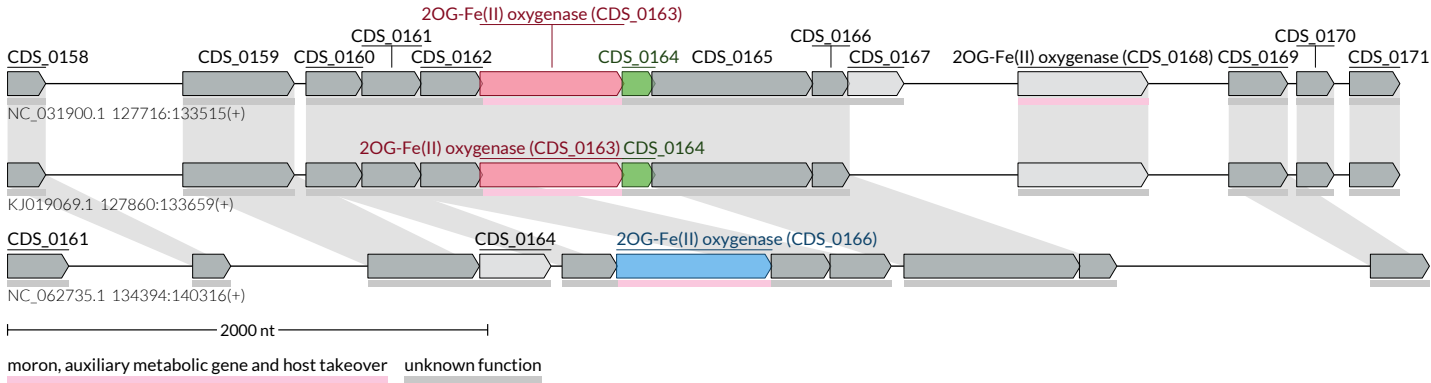 2OG-Fe(II) oxygenase (CDS_0163)
CDS_0161 CDS_0166 CDS_0170
CDS_0158 CDS_0159 CDS_0160 CDS_0162 CDS_0164 CDS_0165 CDS_0167 2OG-Fe(II) oxygenase (CDS_0168) CDS_0169 CDS_0171
NC_031900.1 127716:133515(+)
2OG-Fe(II) oxygenase (CDS_0163) CDS_0164
KJ019069.1 127860:133659(+)
CDS_0161 CDS_0164 2OG-Fe(II) oxygenase (CDS_0166)
NC_062735.1 134394:140316(+)
2000 nt
moron, auxiliary metabolic gene and host takeover unknown function